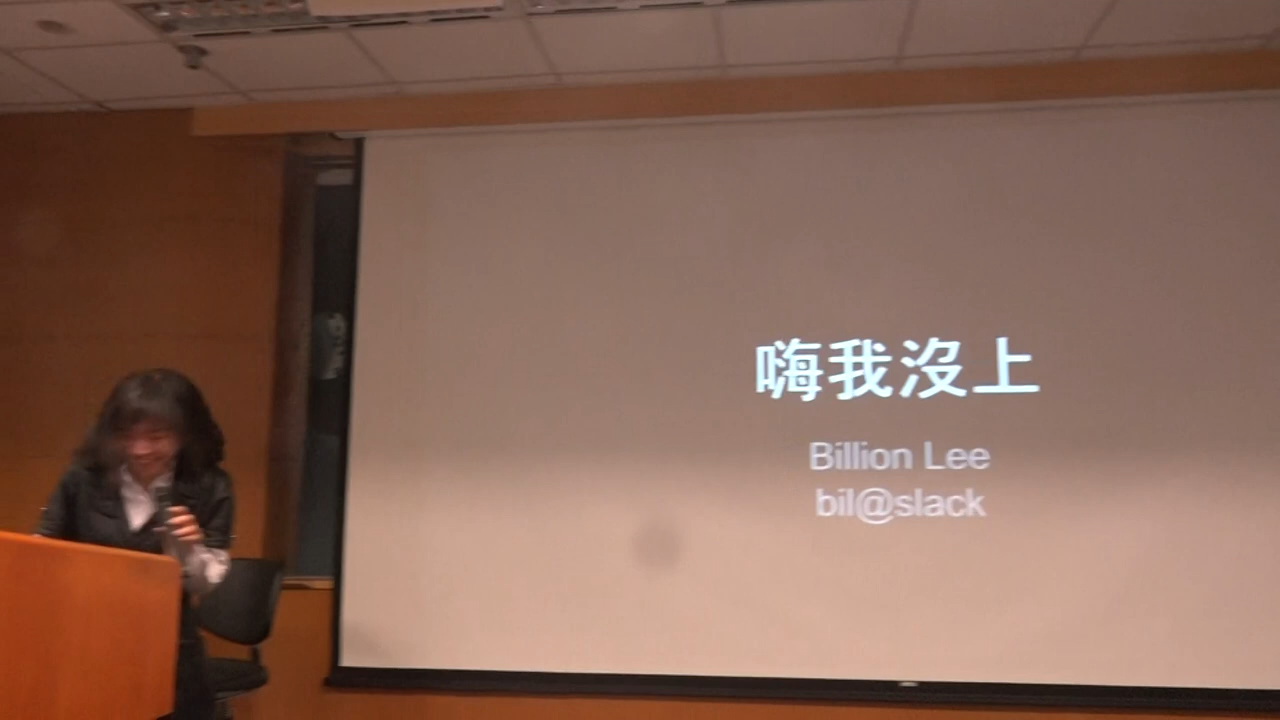 嗨我沒上
Billion Lee
bil@slack